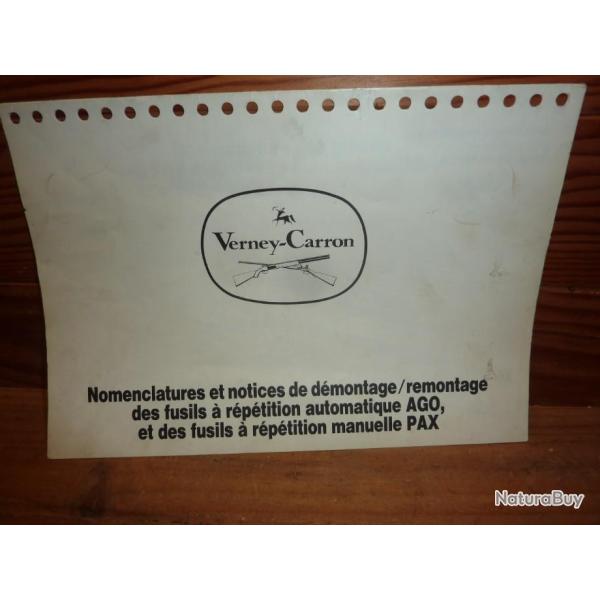 Verney-Carron
Nomenclatures et notices de démontage/remontage
des fusils à répétition automatique AGO,
et des fusils à répétition manuelle PAX
NaturaBuy